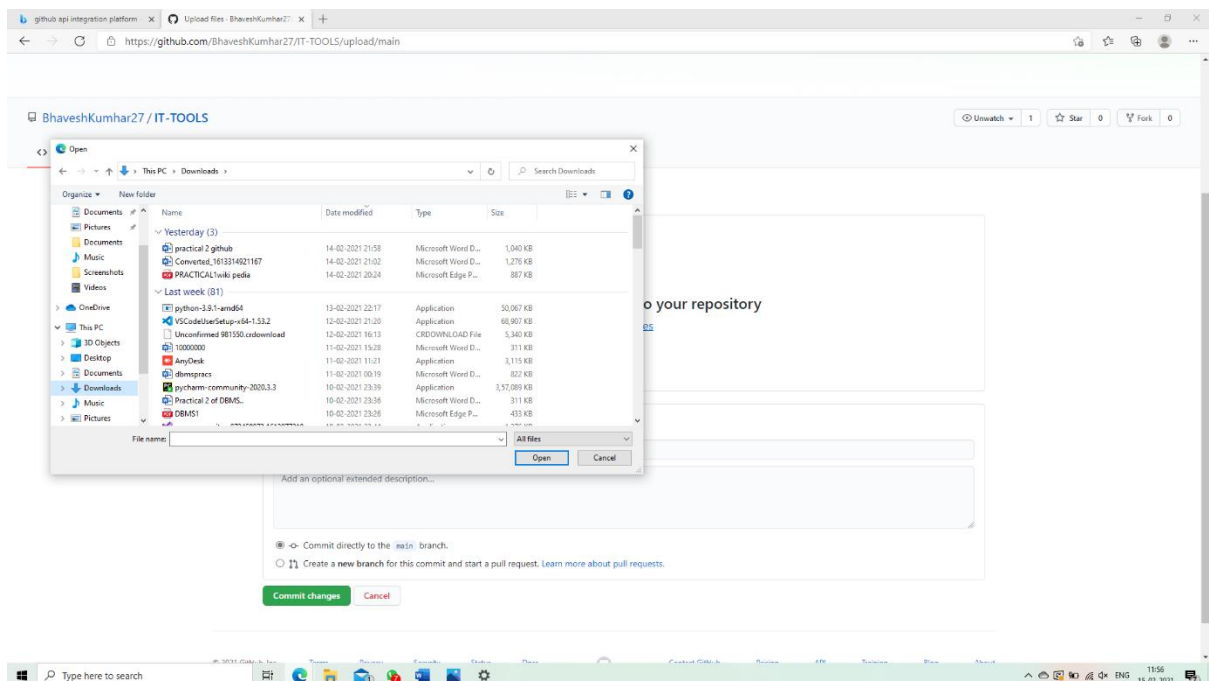 github api integration platform
Upload files · BhaveshKumhar27
https://github.com/BhaveshKumhar27/IT-TOOLS/upload/main
BhaveshKumhar27 / IT-TOOLS
Unwatch 1 Star 0 Fork 0
Open
This PC › Downloads ›
Search Downloads
Organize New folder
Documents
Pictures
Documents
Music
Screenshots
Videos
OneDrive
This PC
3D Objects
Desktop
Documents
Downloads
Music
Pictures
Name Date modified Type Size
Yesterday (3)
practical 2 github 14-02-2021 21:58 Microsoft Word D... 1,040 KB
Converted_1613314921167 14-02-2021 21:02 Microsoft Word D... 1,276 KB
PRACTICAL1wiki pedia 14-02-2021 20:24 Microsoft Edge P... 887 KB
Last week (81)
python-3.9.1-amd64 13-02-2021 22:17 Application 50,067 KB
VSCodeUserSetup-x64-1.53.2 12-02-2021 21:20 Application 68,907 KB
Unconfirmed 981550.crdownload 12-02-2021 16:13 CRDOWNLOAD File 5,340 KB
10000000 11-02-2021 15:28 Microsoft Word D... 311 KB
AnyDesk 11-02-2021 11:21 Application 3,115 KB
dbmspracs 11-02-2021 00:19 Microsoft Word D... 822 KB
pycharm-community-2020.3.3 10-02-2021 23:39 Application 3,57,089 KB
Practical 2 of DBMS.. 10-02-2021 23:36 Microsoft Word D... 311 KB
DBMS1 10-02-2021 23:26 Microsoft Edge P... 433 KB
File name: All files
Open Cancel
o your repository
es
Add an optional extended description...
Commit directly to the main branch.
Create a new branch for this commit and start a pull request. Learn more about pull requests.
Commit changes Cancel
Type here to search
ENG 11:56
15-02-2021